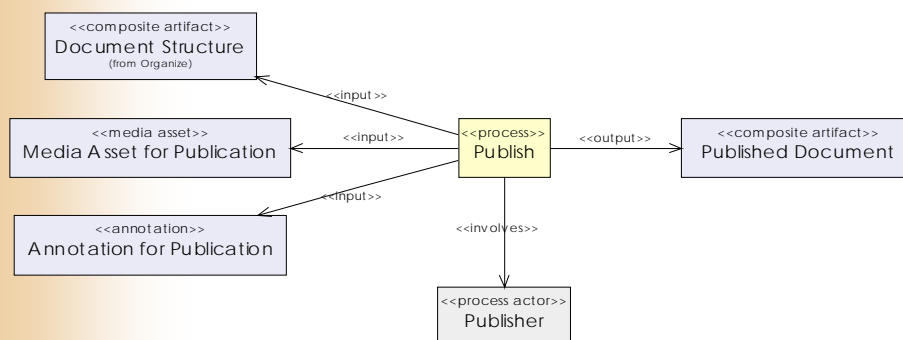 <<composite artifact>>
Document Structure
(from Organize)
<<input>>
<<media asset>>
Media Asset for Publication
<<input>>
<<process>>
Publish
<<output>>
<<composite artifact>>
Published Document
<<input>>
<<annotation>>
Annotation for Publication
<<involves>>
<<process actor>>
Publisher